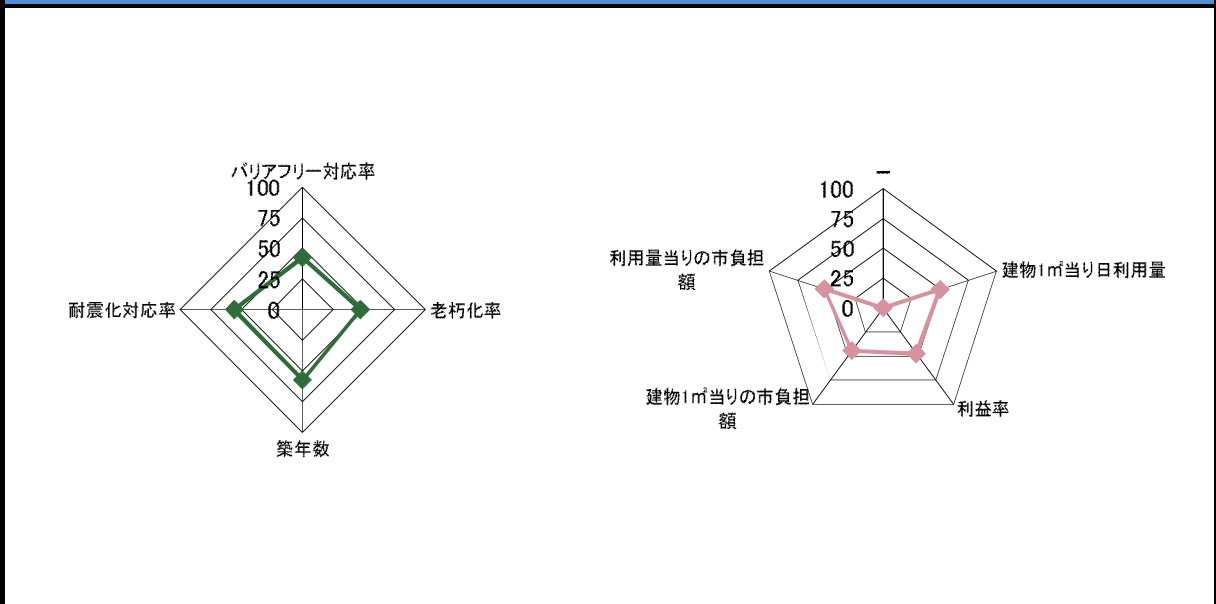 バリアフリー対応率
100
75
50
25
0
耐震化対応率
老朽化率
築年数
－
100
75
50
25
0
利用量当りの市負担
額
建物1㎡当り日利用量
建物1㎡当りの市負担
額
利益率